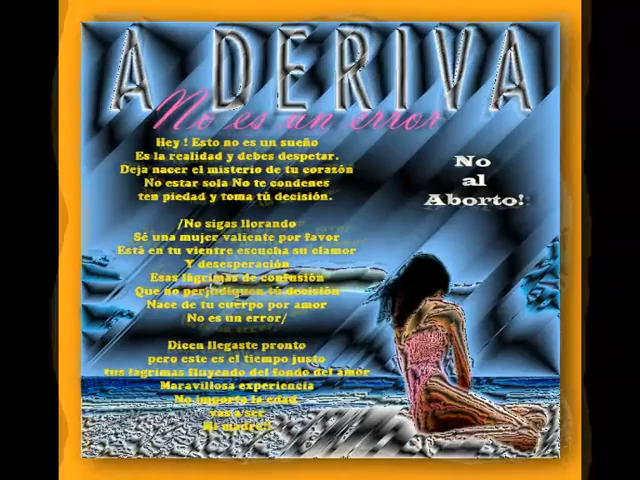 A DERIVA
No es un error
Hey ! Esto no es un sueño
Es la realidad y debes despetar.
Deja nacer el misterio de tu corazón
No estar sola No te condenes
ten piedad y toma tú decisión.
No
al
Aborto!
/No sigas llorando
Sé una mujer valiente por favor
Está en tu vientre escucha su clamor
Y desesperación
Esas lágrimas de confusión
Que no perjudiquen tú decisión
Nace de tu cuerpo por amor
No es un error/
Dicen llegaste pronto
pero este es el tiempo justo
tus lagrimas fluyendo del fondo del amor
Maravillosa experiencia
No importa la edad
vas a ser
Mi madre!!